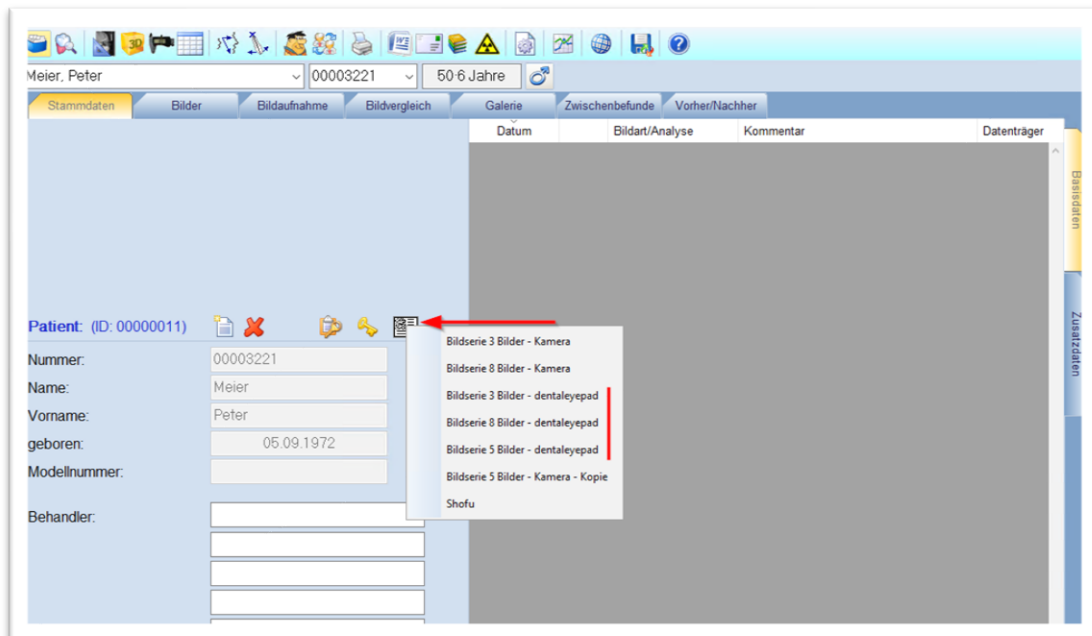 Meier, Peter 00003221 50·6 Jahre
Stammdaten Bilder Bildaufnahme Bildvergleich Galerie Zwischenbefunde Vorher/Nachher
Datum Bildart/Analyse Kommentar Datenträger
Basisdaten
Zusatzdaten
Patient: (ID: 00000011)
Nummer: 00003221
Name: Meier
Vorname: Peter
geboren: 05.09.1972
Modellnummer:
Behandler:
Bildserie 3 Bilder - Kamera
Bildserie 8 Bilder - Kamera
Bildserie 3 Bilder - dentaleyepad
Bildserie 8 Bilder - dentaleyepad
Bildserie 5 Bilder - dentaleyepad
Bildserie 5 Bilder - Kamera - Kopie
Shofu